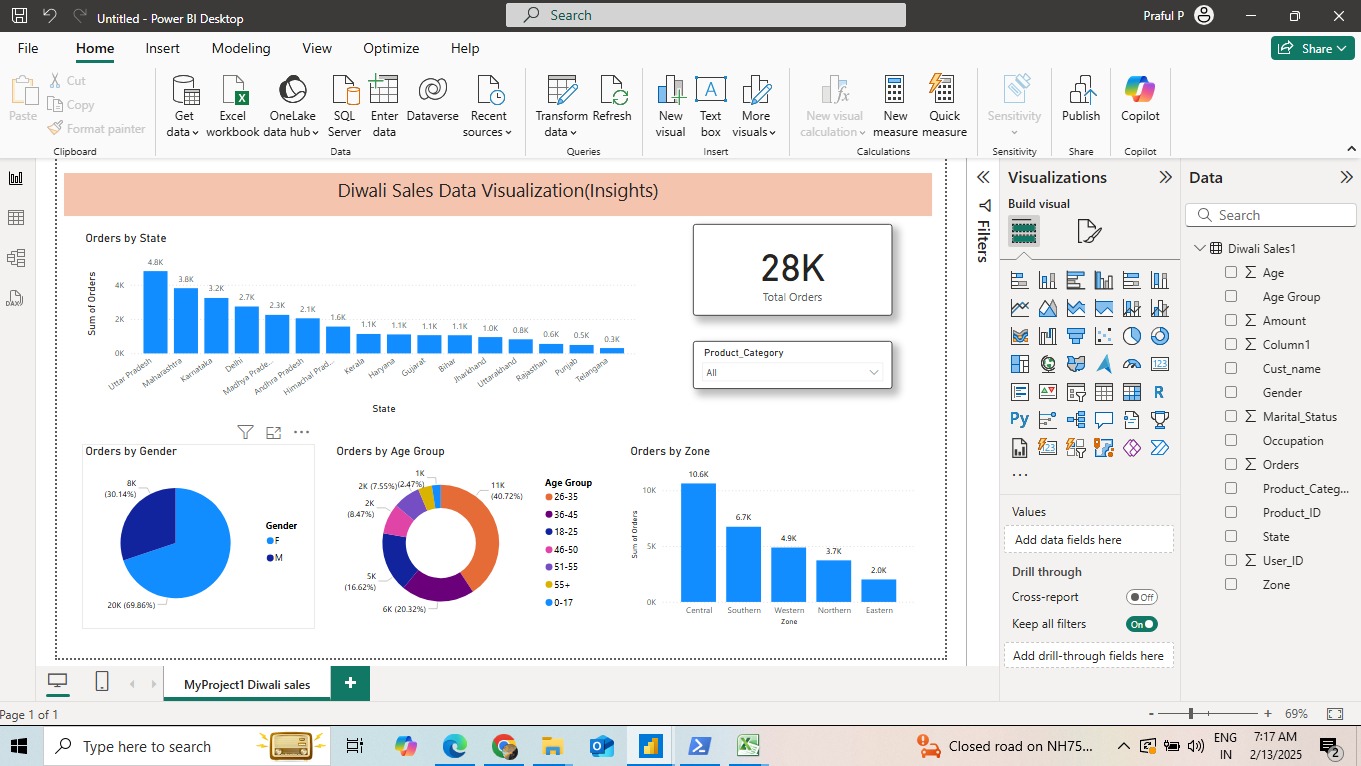 Untitled - Power BI Desktop
Search
Praful P
File Home Insert Modeling View Optimize Help
Share
Paste
Cut
Copy
Format painter
Clipboard
Get data
Excel workbook
OneLake data hub
SQL Server
Enter data
Dataverse
Recent sources
Data
Transform data
Refresh
Queries
New visual
Text box
More visuals
Insert
New visual calculation
New measure
Quick measure
Calculations
Sensitivity
Sensitivity
Publish
Share
Copilot
Copilot
Diwali Sales Data Visualization(Insights)
Orders by State
Sum of Orders
4K
2K
0K
4.8K 3.8K 3.2K 2.7K 2.3K 2.1K 1.6K 1.1K 1.1K 1.1K 1.1K 1.0K 0.8K 0.6K 0.5K 0.3K
Uttar Pradesh Maharashtra Karnataka Delhi Madhya Prade... Andhra Pradesh Himachal Prad... Kerala Haryana Gujarat Bihar Jharkhand Uttarakhand Rajasthan Punjab Telangana
State
28K
Total Orders
Product_Category
All
Orders by Gender
8K
(30.14%)
20K (69.86%)
Gender
F
M
Orders by Age Group
1K
(2.47%)
2K (7.55%)
2K
(8.47%)
5K
(16.62%)
6K (20.32%)
11K
(40.72%)
Age Group
26-35
36-45
18-25
46-50
51-55
55+
0-17
Orders by Zone
Sum of Orders
10K
5K
0K
10.6K 6.7K 4.9K 3.7K 2.0K
Central Southern Western Northern Eastern
Zone
Filters
Visualizations
Build visual
R
Py
123
Values
Add data fields here
Drill through
Cross-report
Off
Keep all filters
On
Add drill-through fields here
Data
Search
Diwali Sales1
Age
Age Group
Amount
Column1
Cust_name
Gender
Marital_Status
Occupation
Orders
Product_Categ...
Product_ID
State
User_ID
Zone
MyProject1 Diwali sales
Page 1 of 1
69%
Type here to search
Closed road on NH75...
ENG
IN
7:17 AM
2/13/2025
2